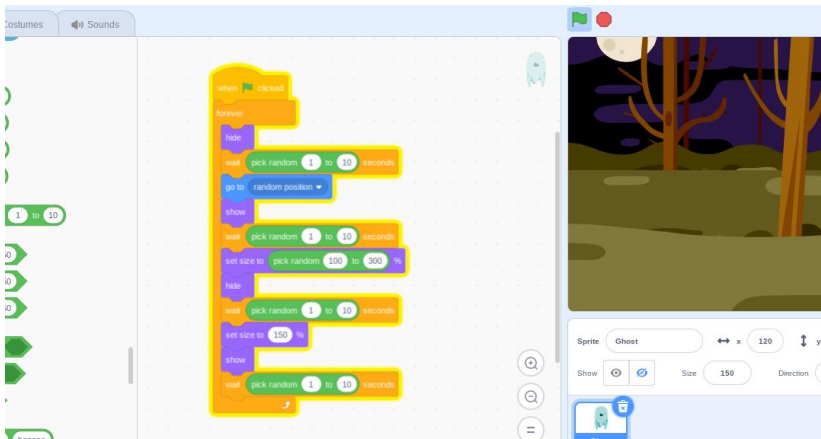 Costumes
Sounds
when clicked
forever
hide
wait pick random 1 to 10 seconds
go to random position
show
wait pick random 1 to 10 seconds
set size to pick random 100 to 300 %
hide
wait pick random 1 to 10 seconds
set size to 150 %
show
wait pick random 1 to 10 seconds
1 to 10
Sprite Ghost x 120 y
Show Size 150 Direction